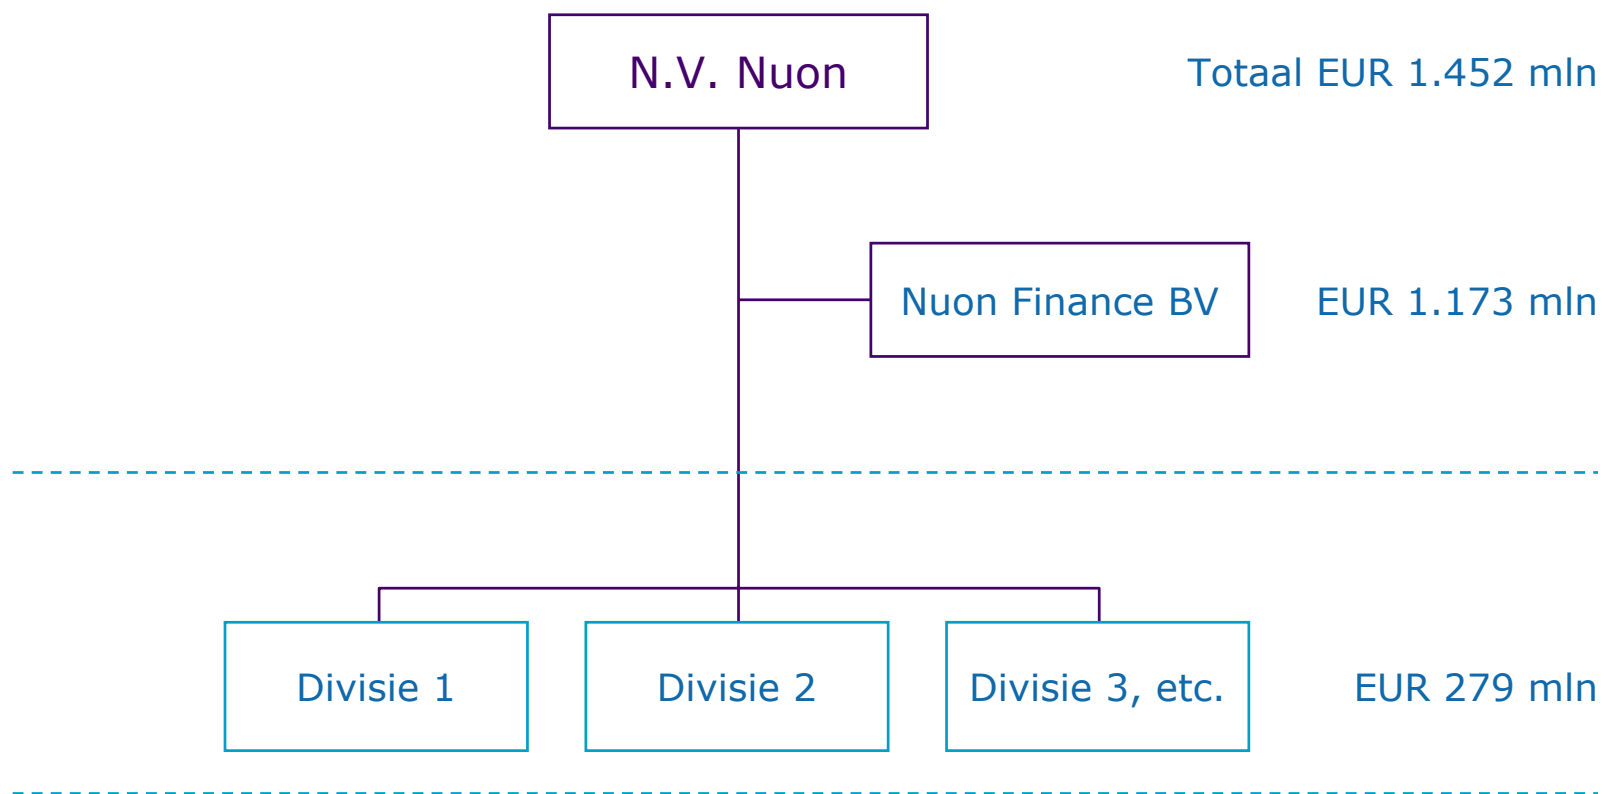 N.V. Nuon
Totaal EUR 1.452 mln
Nuon Finance BV
EUR 1.173 mln
Divisie 1
Divisie 2
Divisie 3, etc.
EUR 279 mln